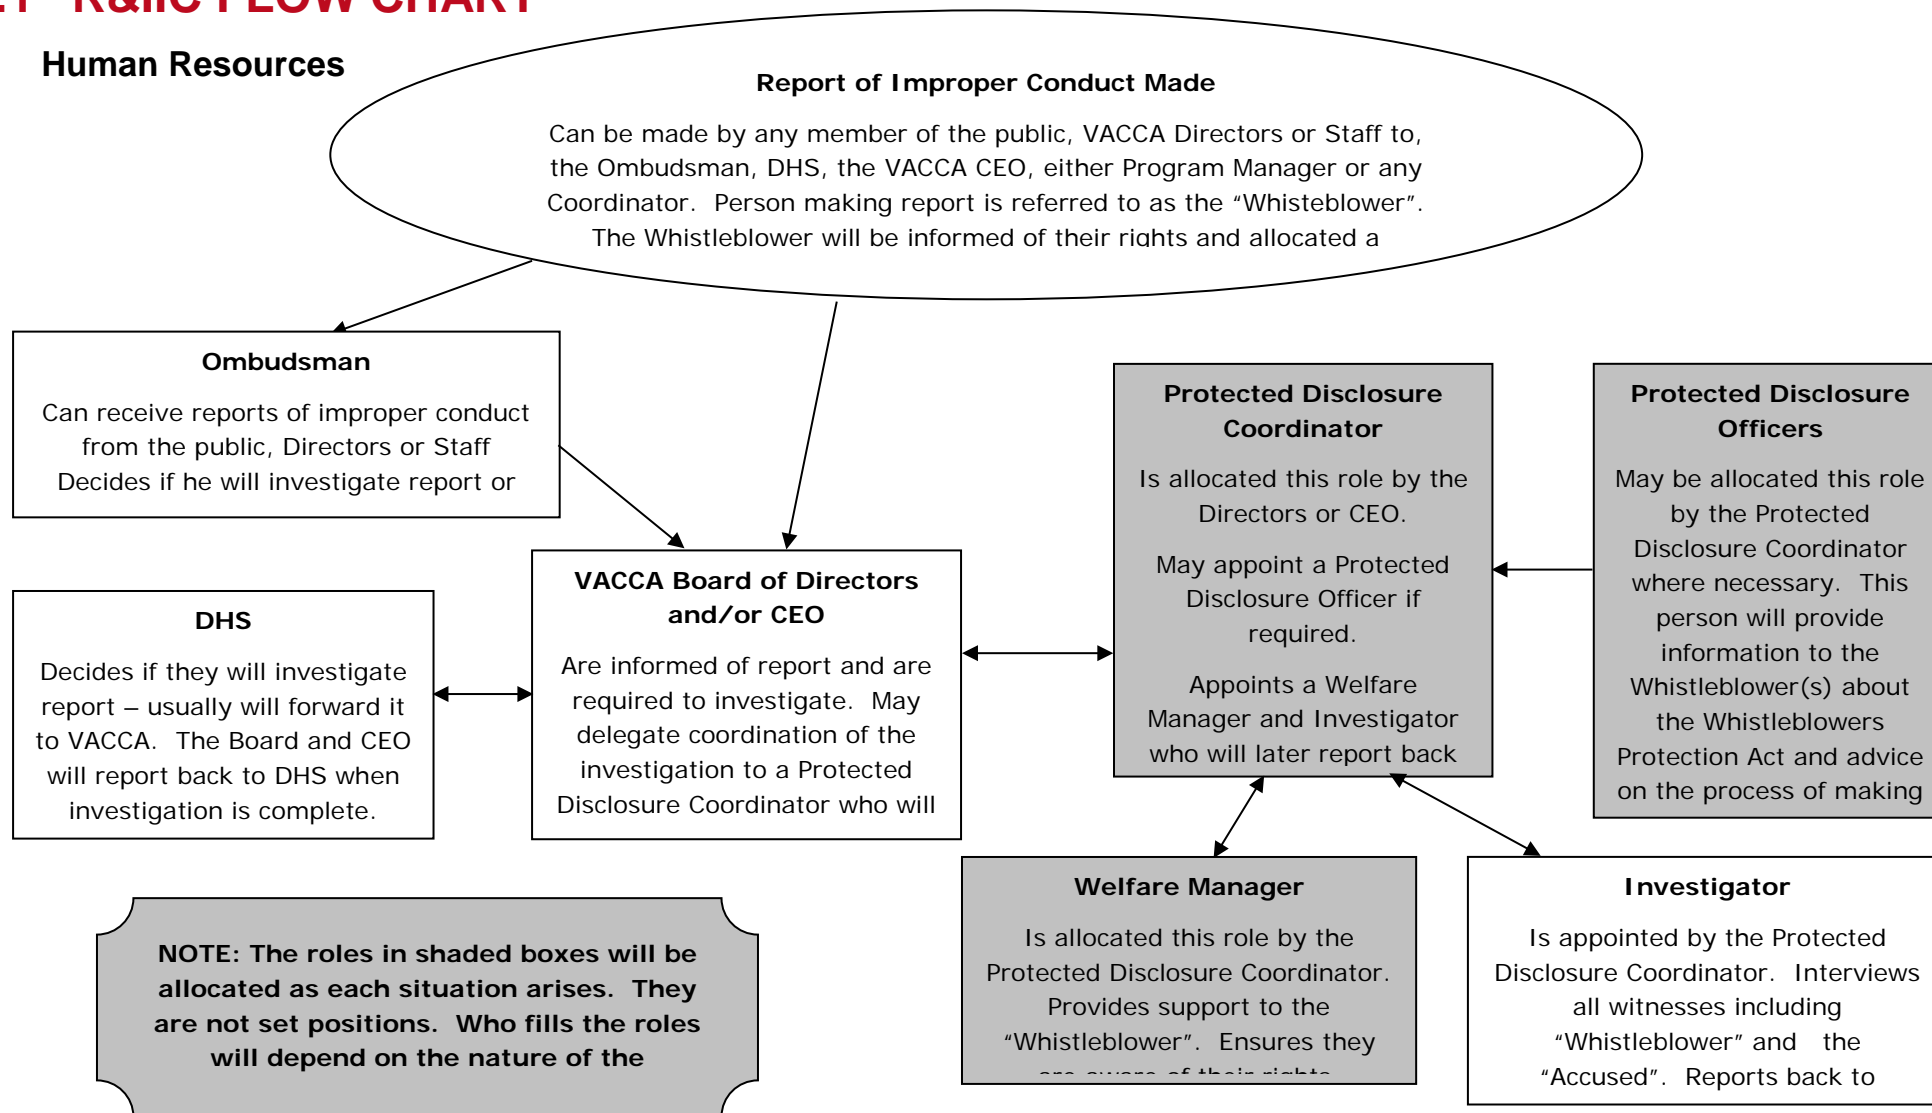 R&IIC FLOW CHART
Human Resources
Report of Improper Conduct Made
Can be made by any member of the public, VACCA Directors or Staff to,
the Ombudsman, DHS, the VACCA CEO, either Program Manager or any
Coordinator. Person making report is referred to as the “Whisteblower”.
The Whistleblower will be informed of their rights and allocated a
Ombudsman
Can receive reports of improper conduct
from the public, Directors or Staff
Decides if he will investigate report or
DHS
Decides if they will investigate
report – usually will forward it
to VACCA. The Board and CEO
will report back to DHS when
investigation is complete.
VACCA Board of Directors
and/or CEO
Are informed of report and are
required to investigate. May
delegate coordination of the
investigation to a Protected
Disclosure Coordinator who will
Protected Disclosure
Coordinator
Is allocated this role by the
Directors or CEO.
May appoint a Protected
Disclosure Officer if
required.
Appoints a Welfare
Manager and Investigator
who will later report back
Protected Disclosure
Officers
May be allocated this role
by the Protected
Disclosure Coordinator
where necessary. This
person will provide
information to the
Whistleblower(s) about
the Whistleblowers
Protection Act and advice
on the process of making
Welfare Manager
Is allocated this role by the
Protected Disclosure Coordinator.
Provides support to the
“Whistleblower”. Ensures they
are aware of their rights
Investigator
Is appointed by the Protected
Disclosure Coordinator. Interviews
all witnesses including
“Whistleblower” and the
“Accused”. Reports back to
NOTE: The roles in shaded boxes will be
allocated as each situation arises. They
are not set positions. Who fills the roles
will depend on the nature of the